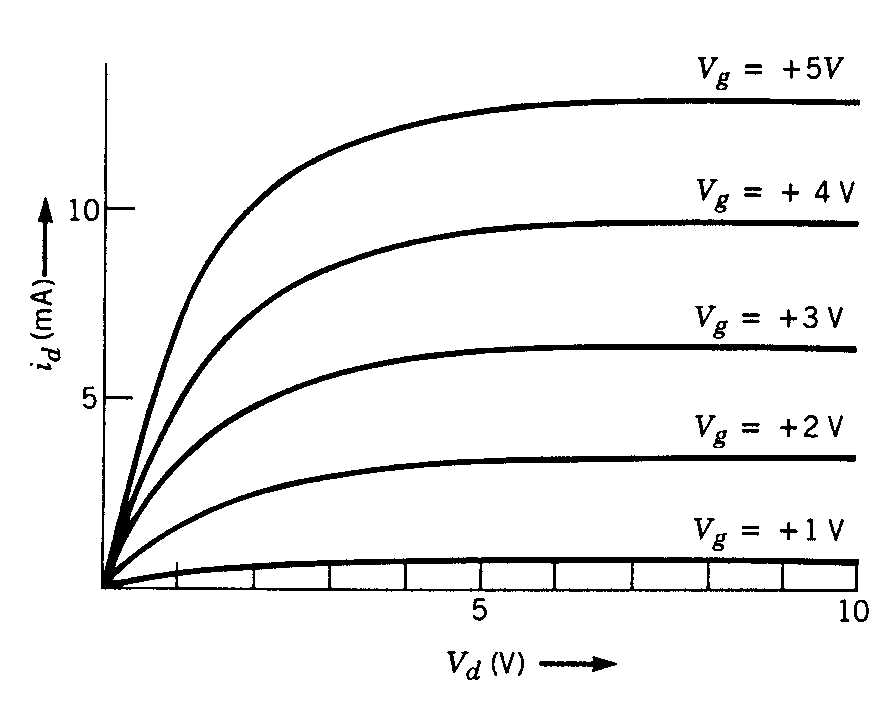 V_g = +5V
V_g = + 4 V
10
i_d (mA)
V_g = +3 V
5
V_g = +2 V
V_g = +1 V
5
10
V_d (V)